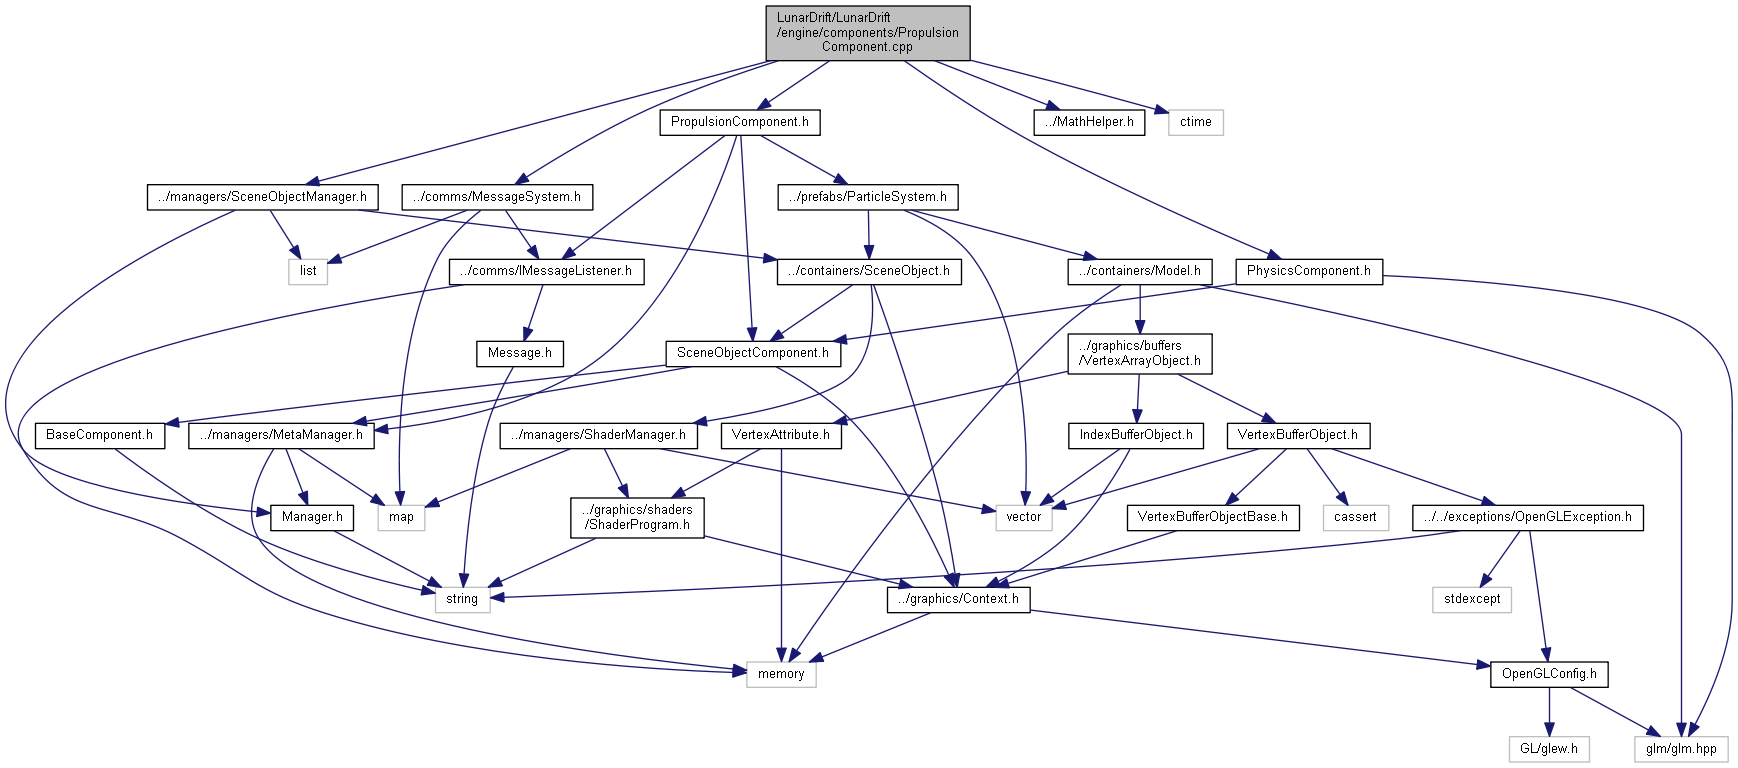 LunarDrift/LunarDrift
/engine/components/Propulsion
Component.cpp
PropulsionComponent.h
../MathHelper.h
ctime
../managers/SceneObjectManager.h
../comms/MessageSystem.h
../prefabs/ParticleSystem.h
list
../comms/IMessageListener.h
../containers/SceneObject.h
../containers/Model.h
PhysicsComponent.h
Message.h
SceneObjectComponent.h
../graphics/buffers
/VertexArrayObject.h
BaseComponent.h
../managers/MetaManager.h
../managers/ShaderManager.h
VertexAttribute.h
IndexBufferObject.h
VertexBufferObject.h
Manager.h
map
../graphics/shaders
/ShaderProgram.h
vector
VertexBufferObjectBase.h
cassert
../../exceptions/OpenGLException.h
string
../graphics/Context.h
stdexcept
memory
OpenGLConfig.h
GL/glew.h
glm/glm.hpp